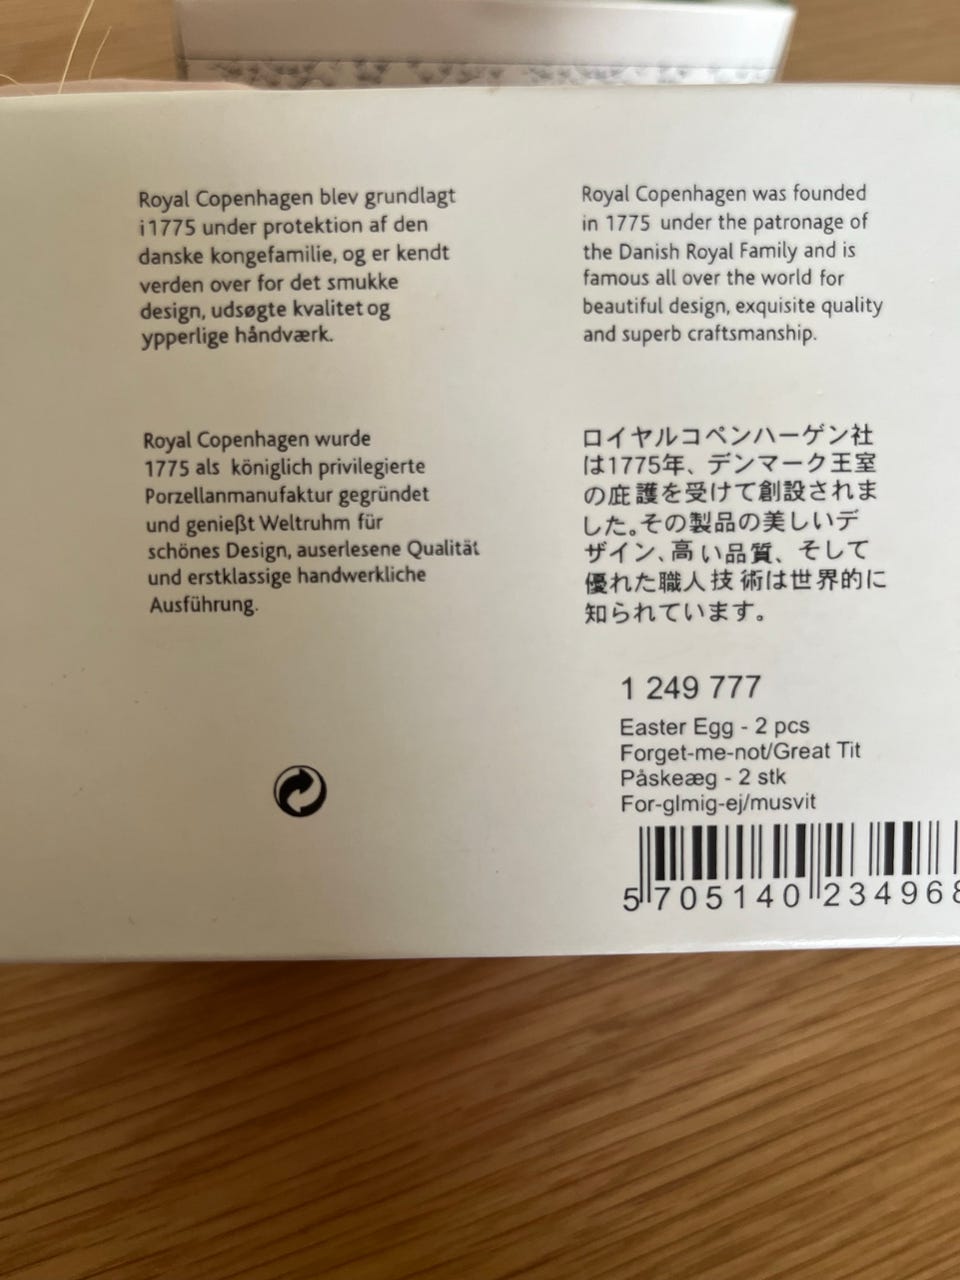 Royal Copenhagen blev grundlagt
i 1775 under protektion af den
danske kongefamilie, og er kendt
verden over for det smukke
design, udsøgte kvalitet og
ypperlige håndværk.
Royal Copenhagen was founded
in 1775 under the patronage of
the Danish Royal Family and is
famous all over the world for
beautiful design, exquisite quality
and superb craftsmanship.
Royal Copenhagen wurde
1775 als königlich privilegierte
Porzellanmanufaktur gegründet
und genießt Weltruhm für
schönes Design, auserlesene Qualität
und erstklassige handwerkliche
Ausführung.
ロイヤルコペンハーゲン社
は1775年、デンマーク王室
の庇護を受けて創設されま
した。その製品の美しいデ
ザイン、高い品質、そして
優れた職人技術は世界的に
知られています。
1 249 777
Easter Egg - 2 pcs
Forget-me-not/Great Tit
Påskeæg - 2 stk
For-glmig-ej/musvit
5 705140 234968